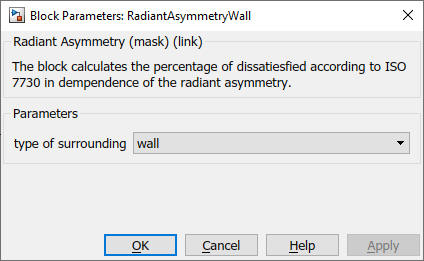 Block Parameters: RadiantAsymmetryWall
Radiant Asymmetry (mask) (link)
The block calculates the percentage of dissatiesfied according to ISO
7730 in dempendence of the radiant asymmetry.
Parameters
type of surrounding wall
OK Cancel Help Apply